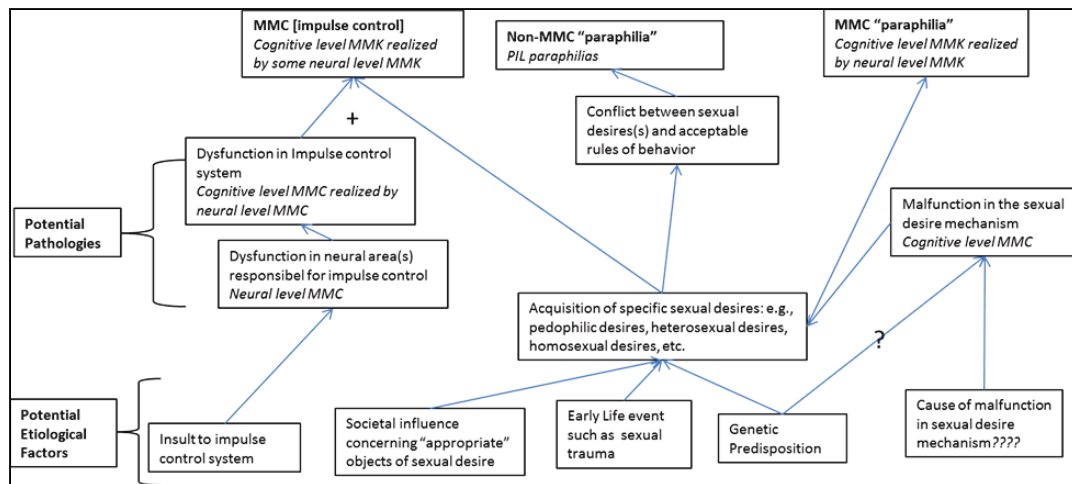 MMC [impulse control]
Cognitive level MMK realized
by some neural level MMK
Non-MMC “paraphilia”
PIL paraphilias
MMC “paraphilia”
Cognitive level MMK realized
by neural level MMK
+
Conflict between sexual
desires(s) and acceptable
rules of behavior
Dysfunction in Impulse control
system
Cognitive level MMC realized by
neural level MMC
Potential
Pathologies
Malfunction in the sexual
desire mechanism
Cognitive level MMC
Dysfunction in neural area(s)
responsibel for impulse control
Neural level MMC
Acquisition of specific sexual desires: e.g.,
pedophilic desires, heterosexual desires,
homosexual desires, etc.
?
Potential
Etiological
Factors
Insult to impulse
control system
Societal influence
concerning “appropriate”
objects of sexual desire
Early Life event
such as sexual
trauma
Genetic
Predisposition
Cause of malfunction
in sexual desire
mechanism????